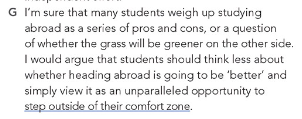 G I'm sure that many students weigh up studying
abroad as a series of pros and cons, or a question
of whether the grass will be greener on the other side.
I would argue that students should think less about
whether heading abroad is going to be 'better' and
simply view it as an unparalleled opportunity to
step outside of their comfort zone.